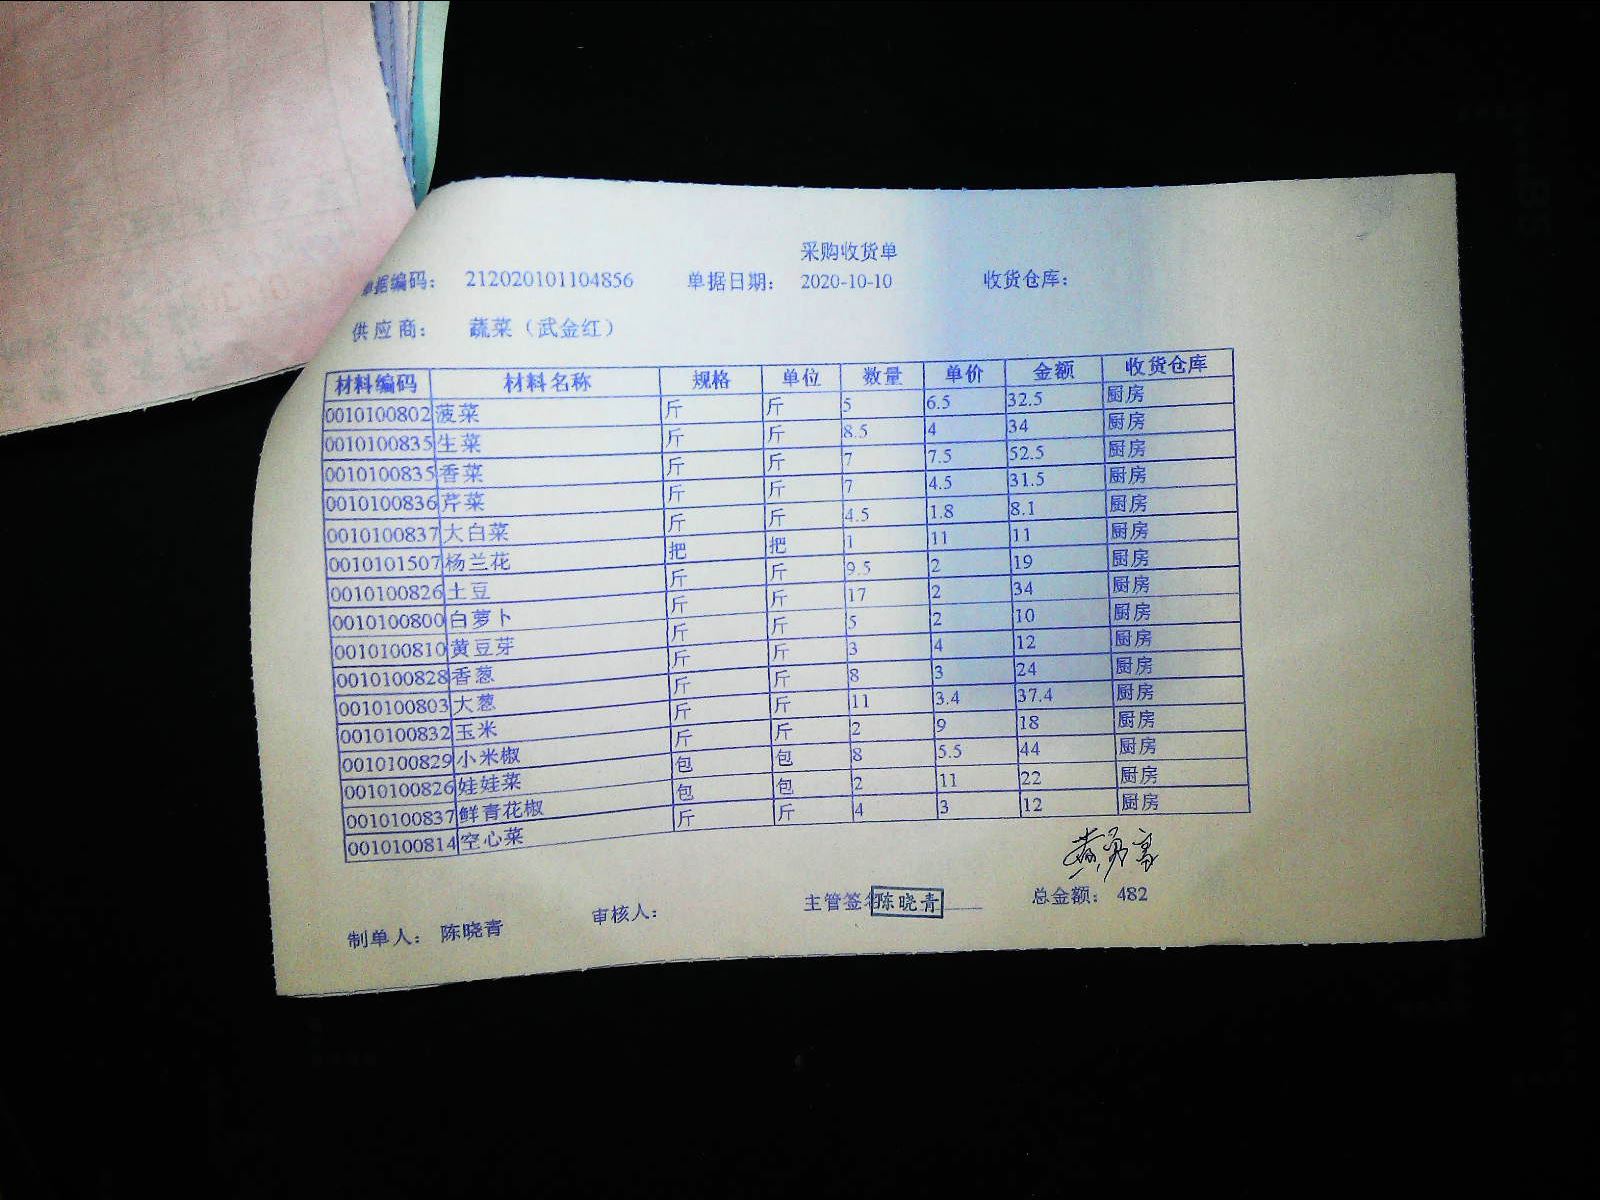 采购收货单
单据编码： 212020101104856 单据日期： 2020-10-10 收货仓库：
供应商： 蔬菜（武金红）
材料编码 材料名称 规格 单位 数量 单价 金额 收货仓库
0010100802 菠菜 斤 斤 5 6.5 32.5 厨房
0010100835 生菜 斤 斤 8.5 4 34 厨房
0010100835 香菜 斤 斤 7 7.5 52.5 厨房
0010100836 芹菜 斤 斤 7 4.5 31.5 厨房
0010100837 大白菜 斤 斤 4.5 1.8 8.1 厨房
0010101507 杨兰花 把 把 1 11 11 厨房
0010100826 土豆 斤 斤 9.5 2 19 厨房
0010100800 白萝卜 斤 斤 17 2 34 厨房
0010100810 黄豆芽 斤 斤 5 2 10 厨房
0010100828 香葱 斤 斤 3 4 12 厨房
0010100803 大葱 斤 斤 8 3 24 厨房
0010100832 玉米 斤 斤 11 3.4 37.4 厨房
0010100829 小米椒 斤 斤 2 9 18 厨房
0010100826 娃娃菜 包 包 8 5.5 44 厨房
0010100837 鲜青花椒 包 包 2 11 22 厨房
0010100814 空心菜 斤 斤 4 3 12 厨房
制单人： 陈晓青 审核人： 主管签名 陈晓青 总金额： 482